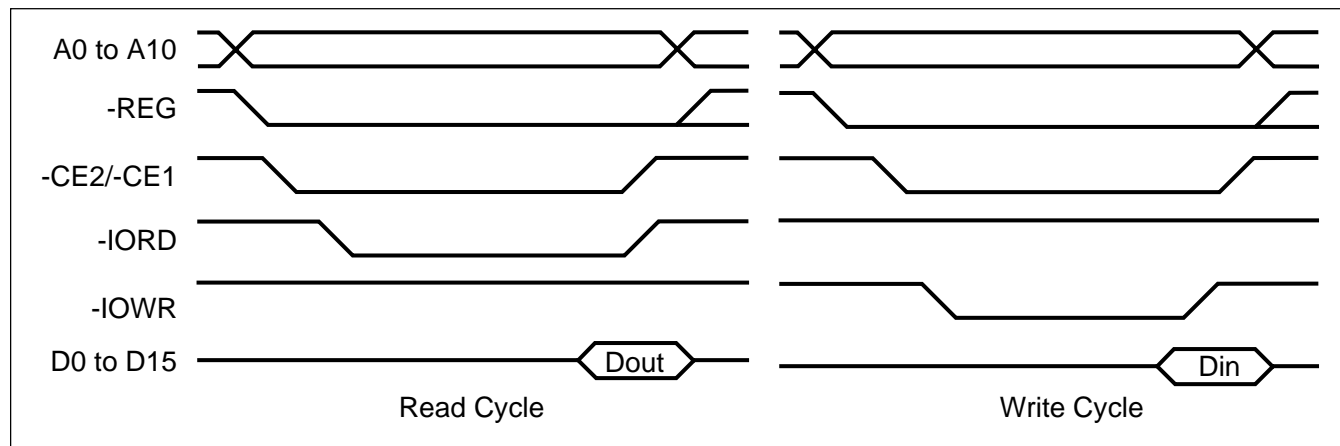 A0 to A10
-REG
-CE2/-CE1
-IORD
-IOWR
D0 to D15
Dout
Din
Read Cycle
Write Cycle